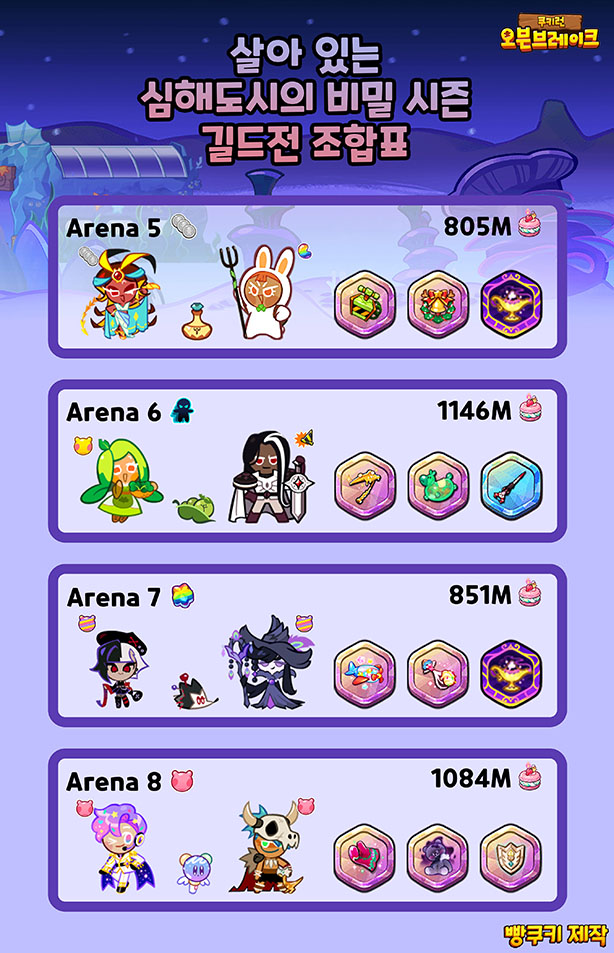 쿠키런
오븐브레이크
살아 있는
심해도시의 비밀 시즌
길드전 조합표
Arena 5
805M
Arena 6
1146M
Arena 7
851M
Arena 8
1084M
빵쿠키 제작